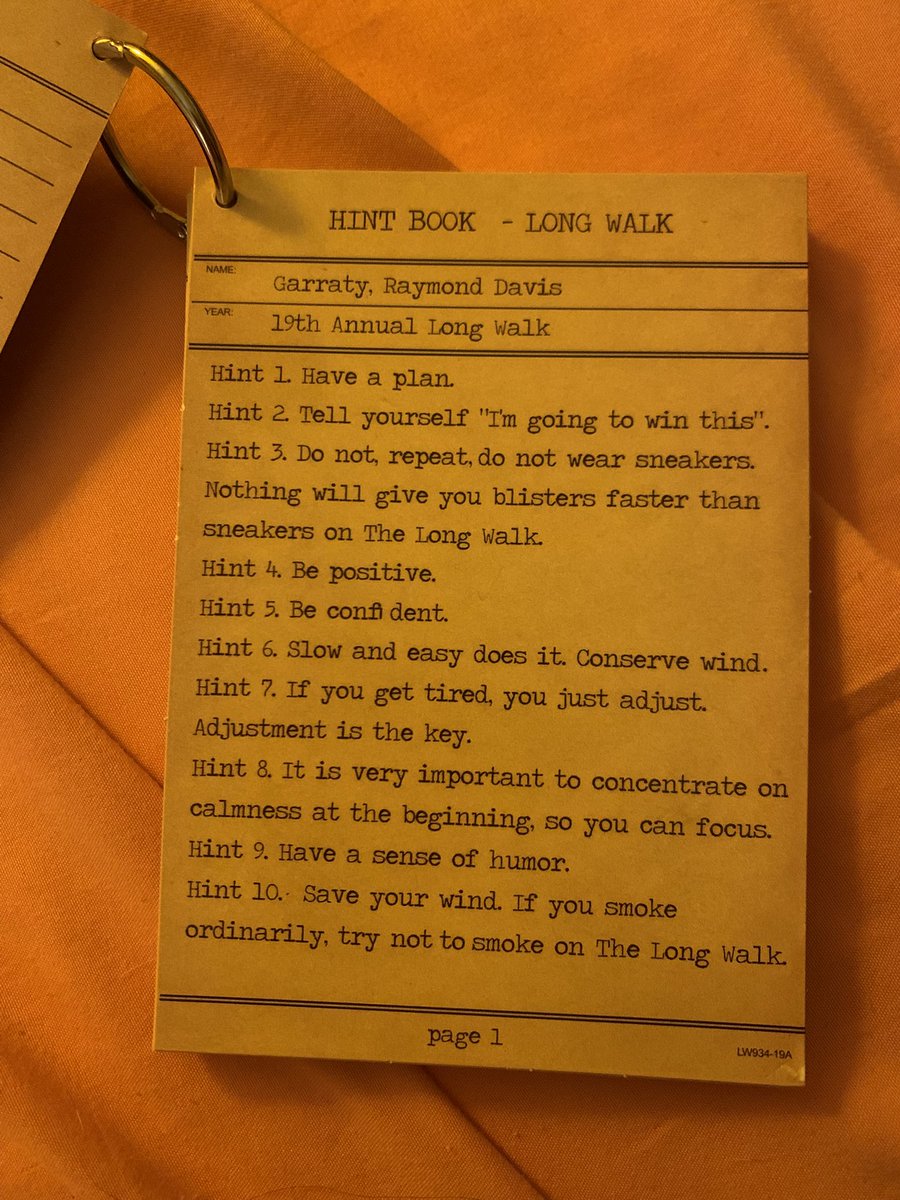 HINT BOOK - LONG WALK
NAME: Garraty, Raymond Davis
YEAR: 19th Annual Long Walk
Hint 1. Have a plan.
Hint 2. Tell yourself "I'm going to win this".
Hint 3. Do not, repeat, do not wear sneakers.
Nothing will give you blisters faster than
sneakers on The Long Walk.
Hint 4. Be positive.
Hint 5. Be confi dent.
Hint 6. Slow and easy does it. Conserve wind.
Hint 7. If you get tired, you just adjust.
Adjustment is the key.
Hint 8. It is very important to concentrate on
calmness at the beginning, so you can focus.
Hint 9. Have a sense of humor.
Hint 10. Save your wind. If you smoke
ordinarily, try not to smoke on The Long Walk.
page 1
LW934-19A